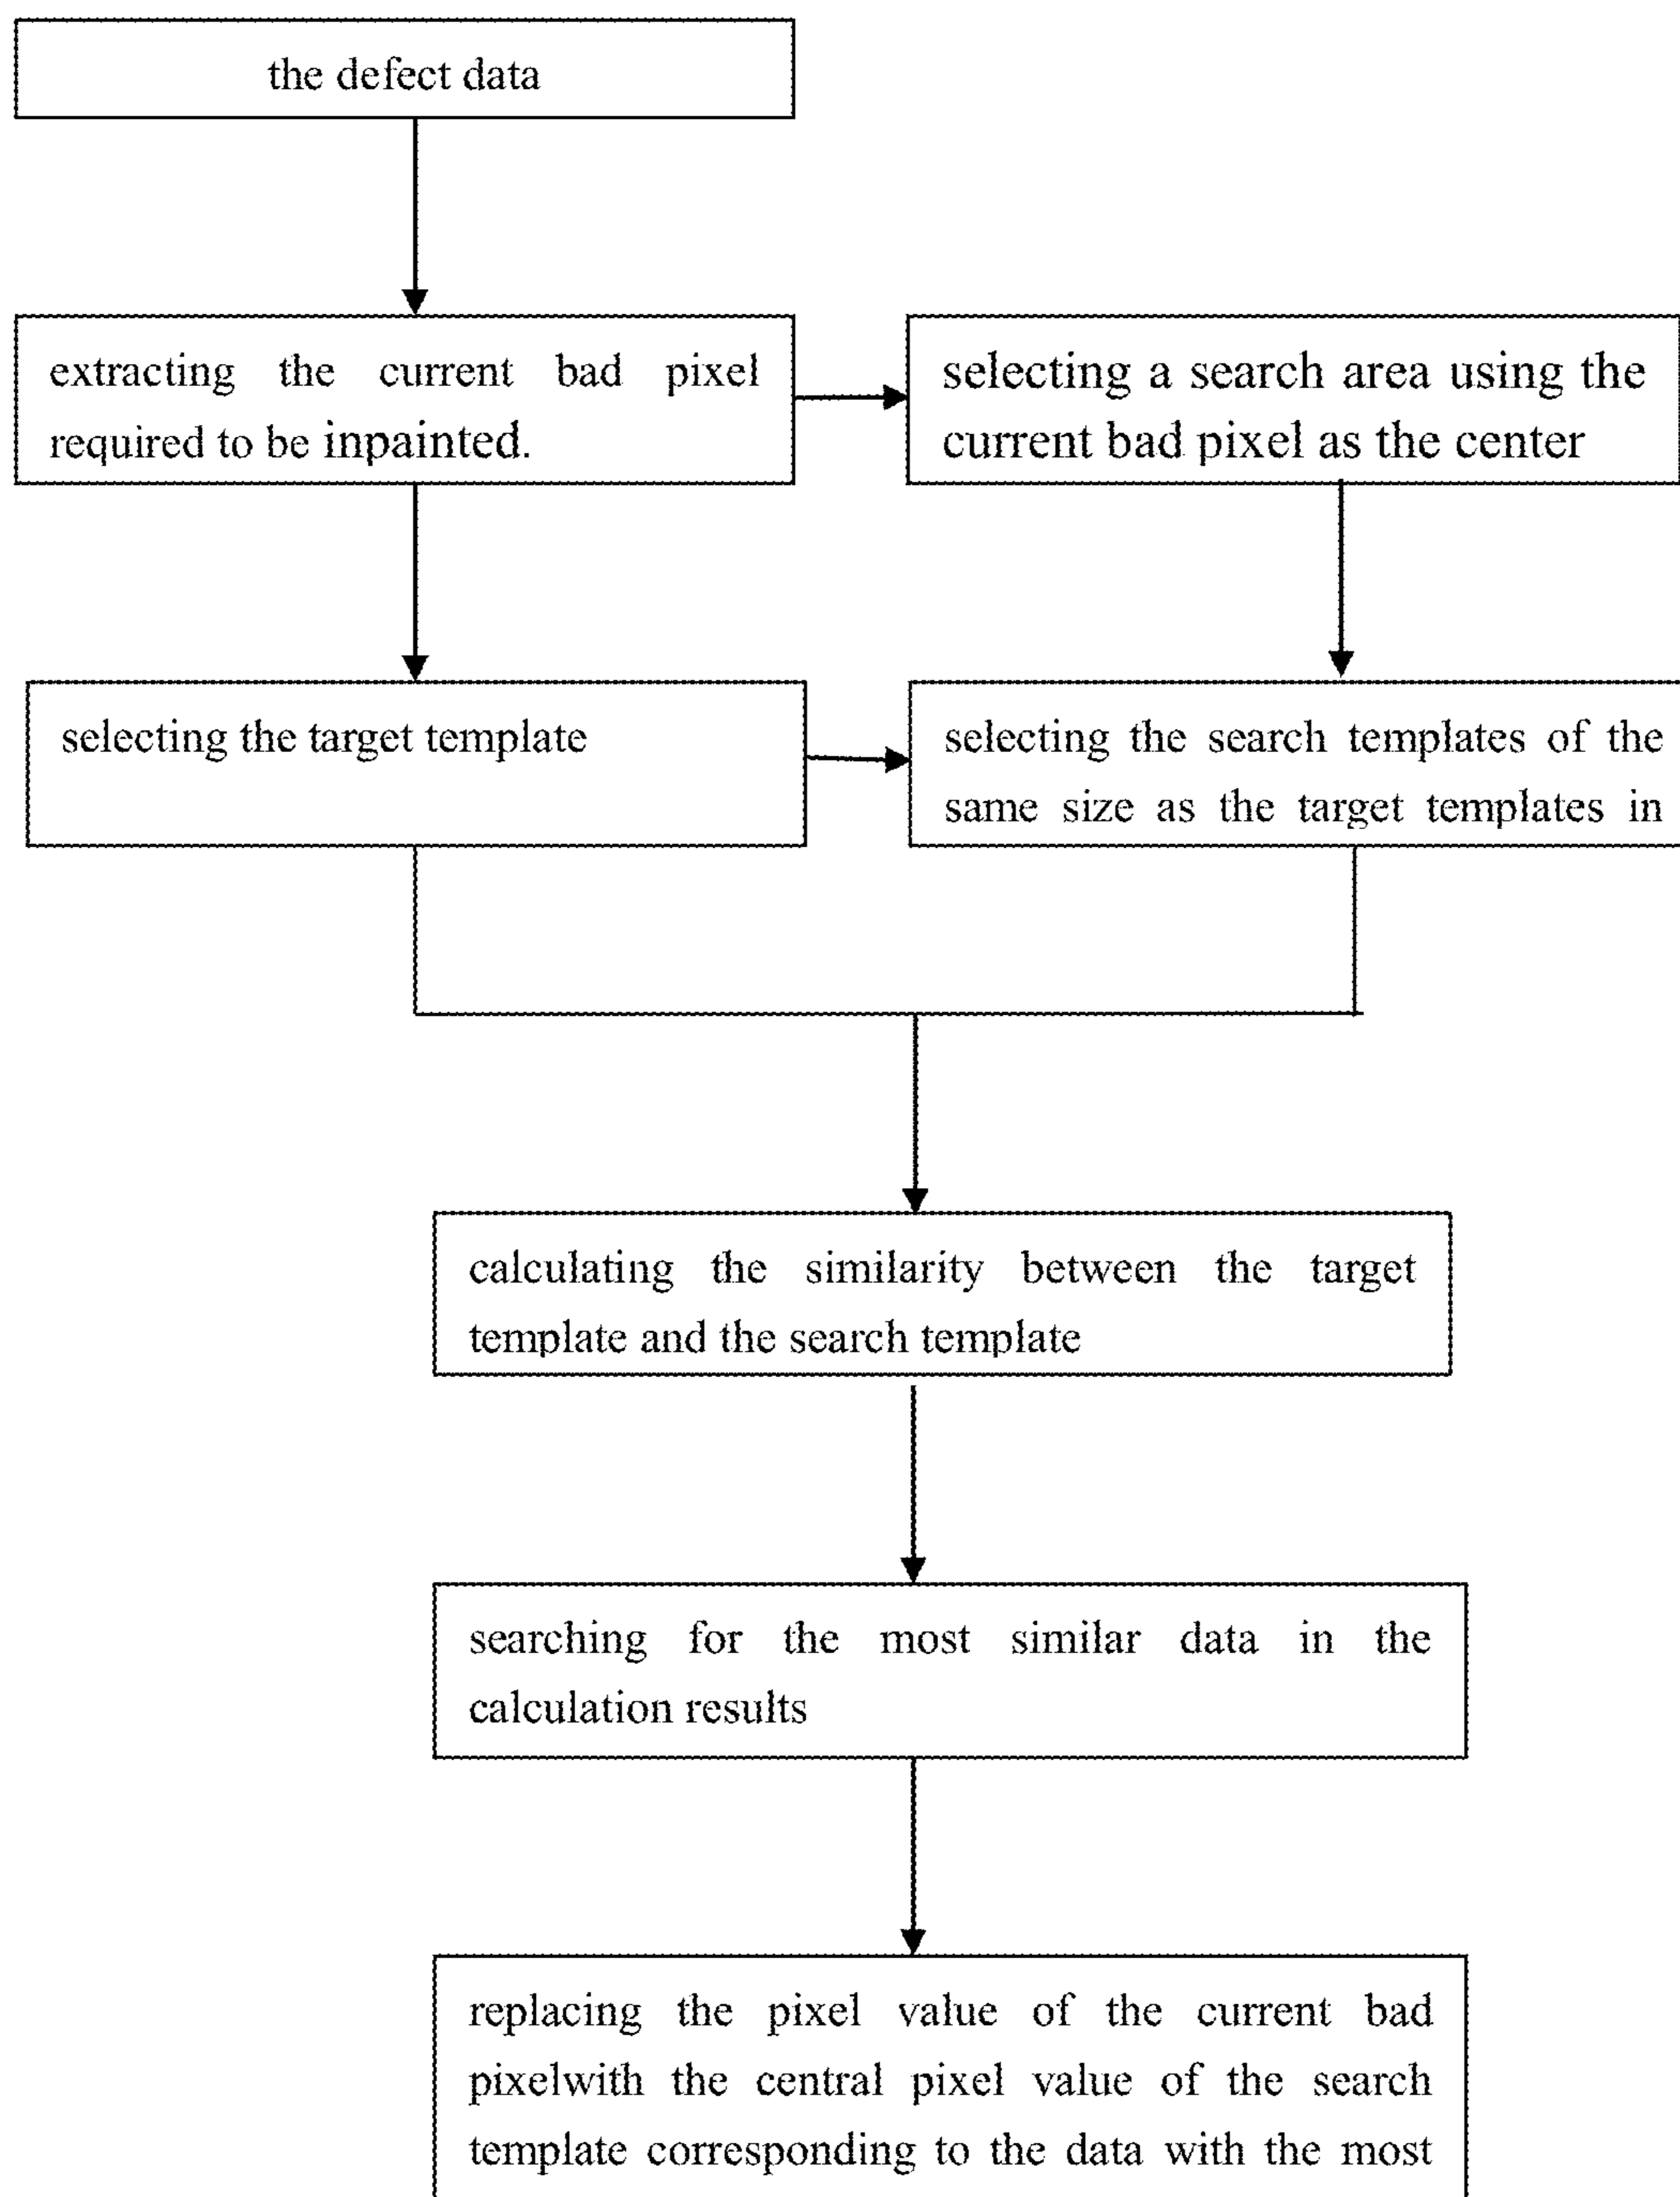 the defect data
extracting the current bad pixel
required to be inpainted.
selecting a search area using the
current bad pixel as the center
selecting the target template
selecting the search templates of the
same size as the target templates in
calculating the similarity between the target
template and the search template
searching for the most similar data in the
calculation results
replacing the pixel value of the current bad
pixelwith the central pixel value of the search
template corresponding to the data with the most